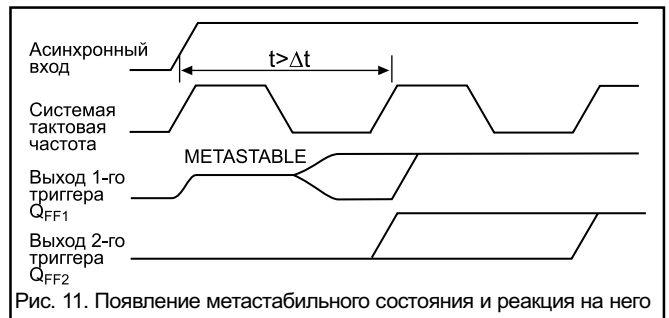 Асинхронный
вход
t>Δt
Системая
тактовая
частота
METASTABLE
Выход 1-го
триггера
QFF1
Выход 2-го
триггера
QFF2
Рис. 11. Появление метастабильного состояния и реакция на него